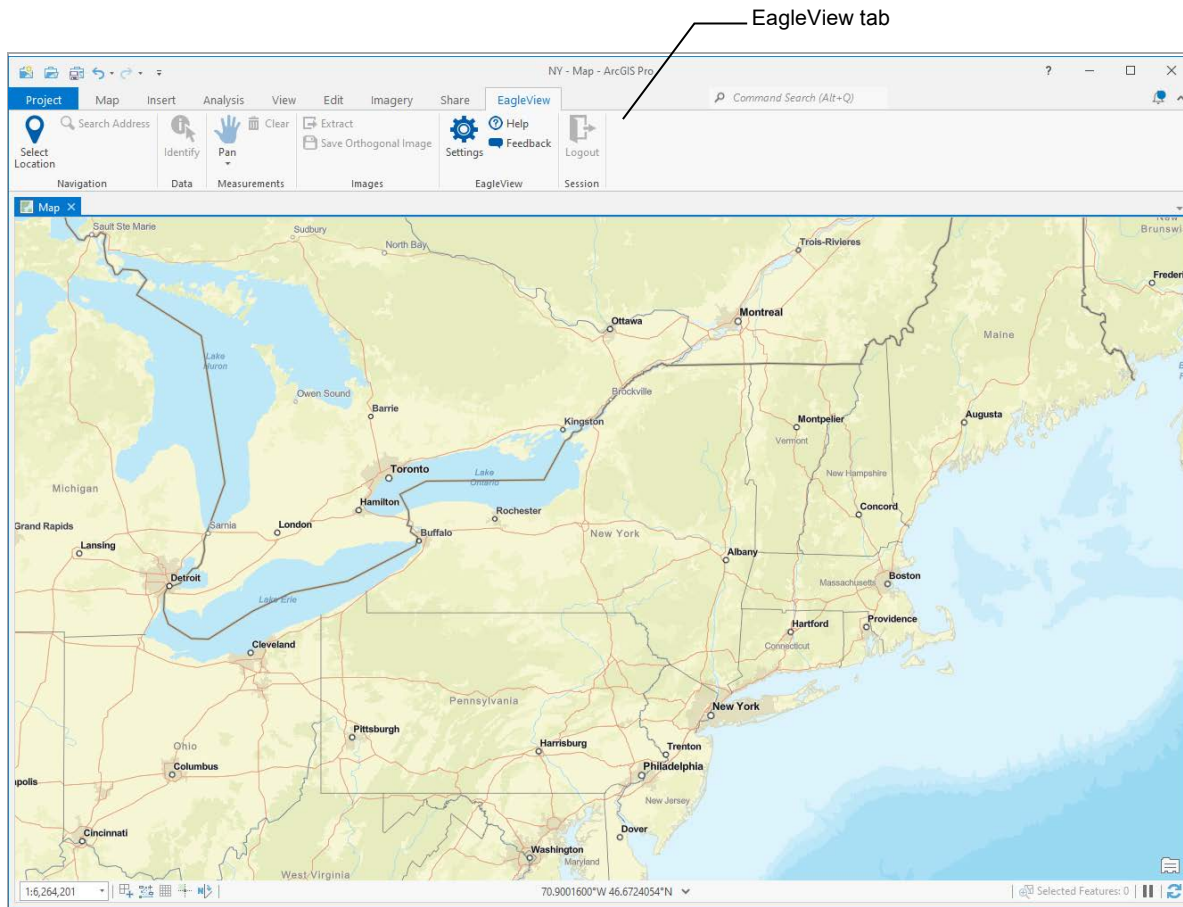 EagleView tab
NY - Map - ArcGIS Pro
?
Project Map Insert Analysis View Edit Imagery Share EagleView
Command Search (Alt+Q)
Select Location
Search Address
Identify
Pan
Clear
Extract
Save Orthogonal Image
Settings
Help
Feedback
Logout
Navigation Data Measurements Images EagleView Session
Map
Sault Ste Marie
Sudbury
North Bay
Trois-Rivieres
New
Brunswi
Frederi
Ottawa
Montreal
Maine
Lake
Huron
Owen Sound
Barrie
Brockville
Kingston
Montpelier
Vermont
Augusta
Toronto
Lake
Ontario
New Hampshire
Michigan
Hamilton
Rochester
Concord
Grand Rapids
Sarnia
London
Buffalo
New York
Lansing
Albany
Detroit
Massachusetts
Boston
Lake Erie
Hartford
Providence
Connecticut
Cleveland
Pennsylvania
New York
Pittsburgh
Harrisburg
Trenton
Ohio
Columbus
Philadelphia
apolis
New Jersey
Cincinnati
Dover
Washington
Maryland
West Virginia
1:6,264,201
70.9001600°W 46.6724054°N
Selected Features: 0